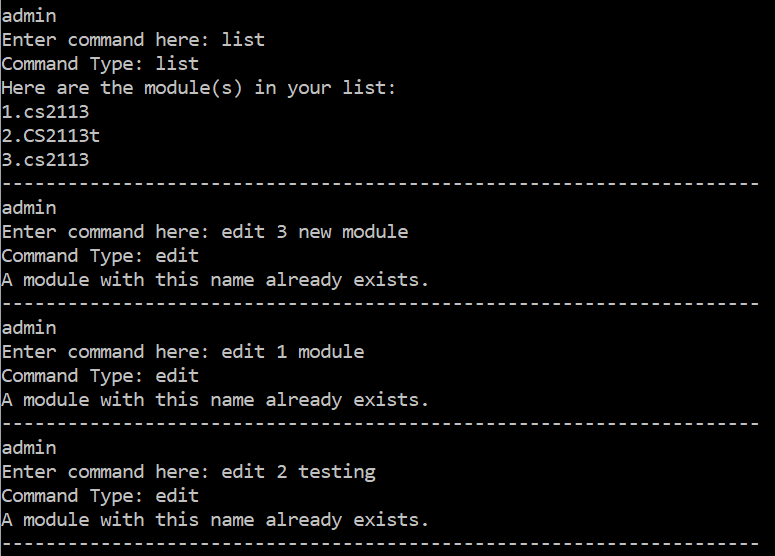 admin
Enter command here: list
Command Type: list
Here are the module(s) in your list:
1.cs2113
2.CS2113t
3.cs2113
---------------------------------------------------------------------
admin
Enter command here: edit 3 new module
Command Type: edit
A module with this name already exists.
---------------------------------------------------------------------
admin
Enter command here: edit 1 module
Command Type: edit
A module with this name already exists.
---------------------------------------------------------------------
admin
Enter command here: edit 2 testing
Command Type: edit
A module with this name already exists.
---------------------------------------------------------------------